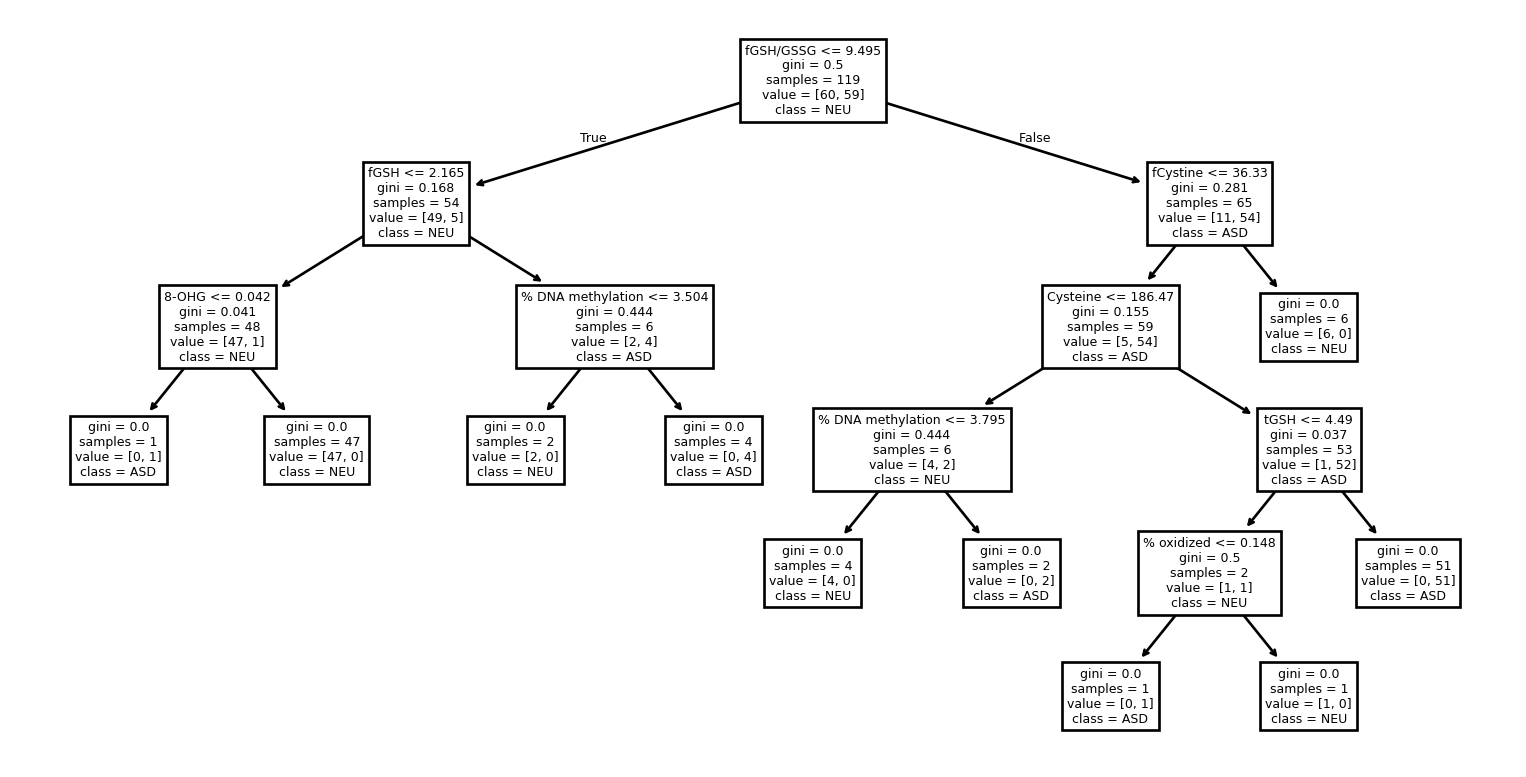 fGSH/GSSG <= 9.495
gini = 0.5
samples = 119
value = [60, 59]
class = NEU
True
False
fGSH <= 2.165
gini = 0.168
samples = 54
value = [49, 5]
class = NEU
fCystine <= 36.33
gini = 0.281
samples = 65
value = [11, 54]
class = ASD
8-OHG <= 0.042
gini = 0.041
samples = 48
value = [47, 1]
class = NEU
% DNA methylation <= 3.504
gini = 0.444
samples = 6
value = [2, 4]
class = ASD
Cysteine <= 186.47
gini = 0.155
samples = 59
value = [5, 54]
class = ASD
gini = 0.0
samples = 6
value = [6, 0]
class = NEU
gini = 0.0
samples = 1
value = [0, 1]
class = ASD
gini = 0.0
samples = 47
value = [47, 0]
class = NEU
gini = 0.0
samples = 2
value = [2, 0]
class = NEU
gini = 0.0
samples = 4
value = [0, 4]
class = ASD
% DNA methylation <= 3.795
gini = 0.444
samples = 6
value = [4, 2]
class = NEU
tGSH <= 4.49
gini = 0.037
samples = 53
value = [1, 52]
class = ASD
gini = 0.0
samples = 4
value = [4, 0]
class = NEU
gini = 0.0
samples = 2
value = [0, 2]
class = ASD
% oxidized <= 0.148
gini = 0.5
samples = 2
value = [1, 1]
class = NEU
gini = 0.0
samples = 51
value = [0, 51]
class = ASD
gini = 0.0
samples = 1
value = [0, 1]
class = ASD
gini = 0.0
samples = 1
value = [1, 0]
class = NEU